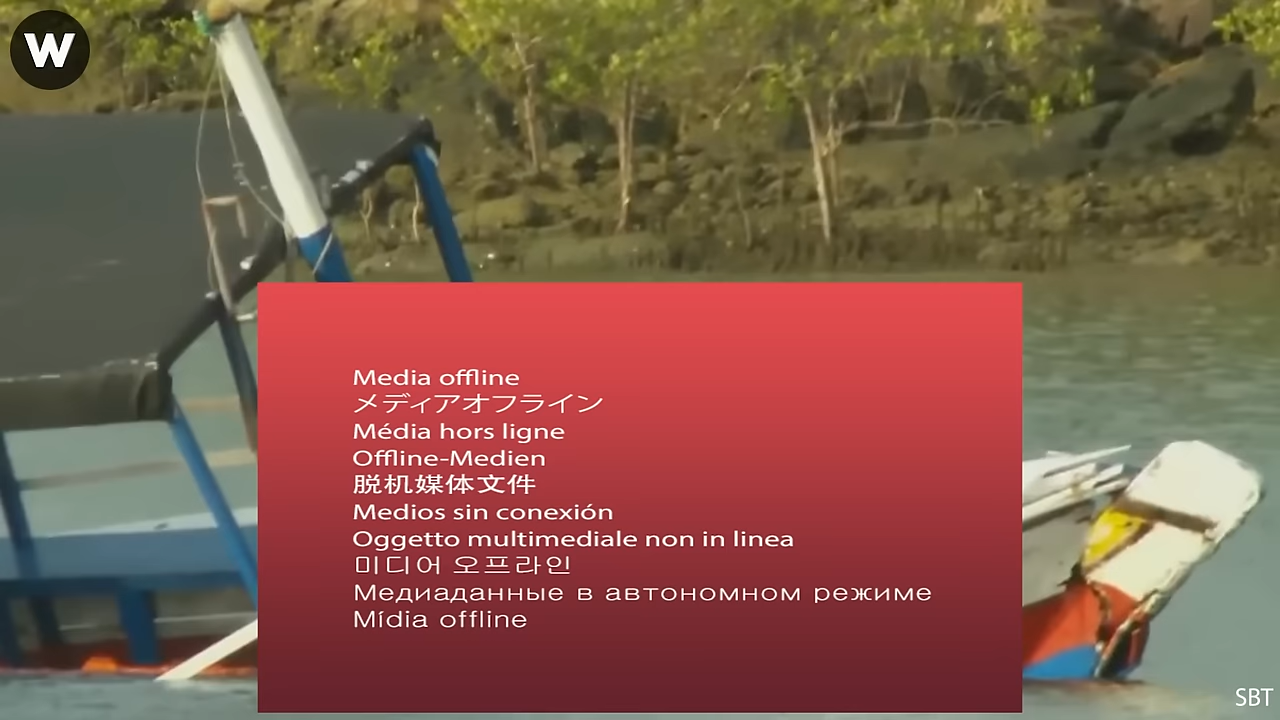 W
Media offline
メディアオフライン
Média hors ligne
Offline-Medien
脱机媒体文件
Medios sin conexión
Oggetto multimediale non in linea
미디어 오프라인
Медиаданные в автономном режиме
Mídia offline
SBT